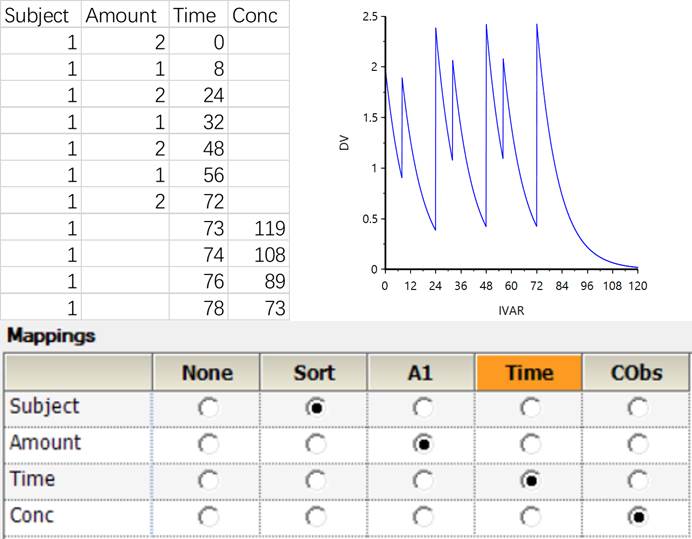 Subject Amount Time Conc
1 2 0
1 1 8
1 2 24
1 1 32
1 2 48
1 1 56
1 2 72
1 73 119
1 74 108
1 76 89
1 78 73
2.5
2
1.5
1
0.5
0
DV
0 12 24 36 48 60 72 84 96 108 120
IVAR
Mappings
None Sort A1 Time CObs
Subject
Amount
Time
Conc